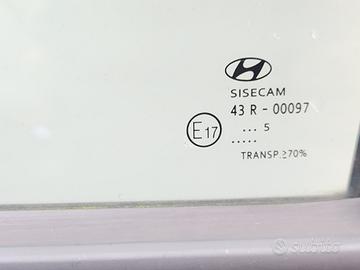 SISECAM
43 R - 00097
E17
... 5
.....
TRANSP.≥70%
subito